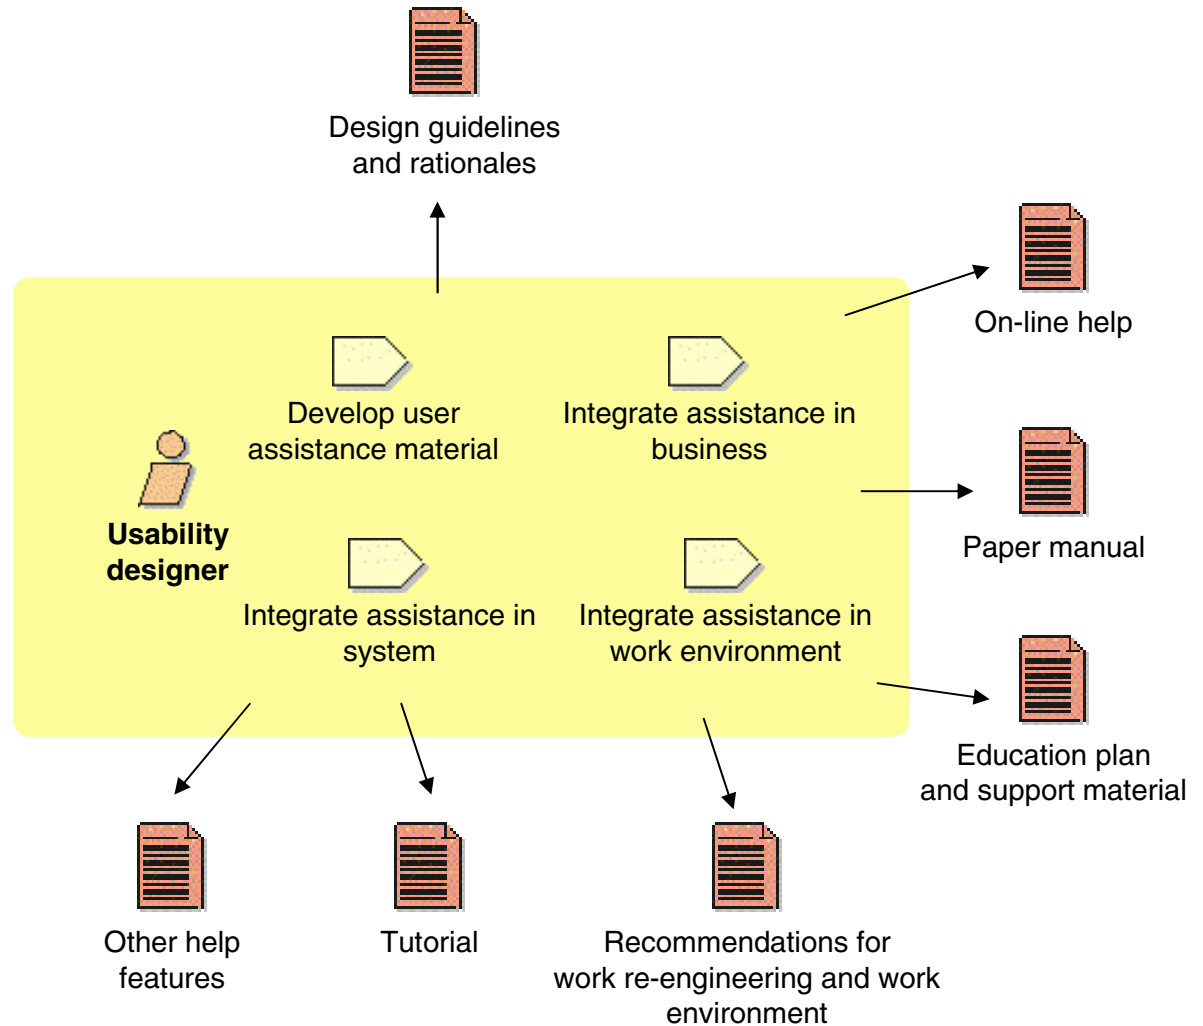 Design guidelines
and rationales
On-line help
Develop user
assistance material
Integrate assistance in
business
Usability
designer
Paper manual
Integrate assistance in
system
Integrate assistance in
work environment
Education plan
and support material
Other help
features
Tutorial
Recommendations for
work re-engineering and work
environment